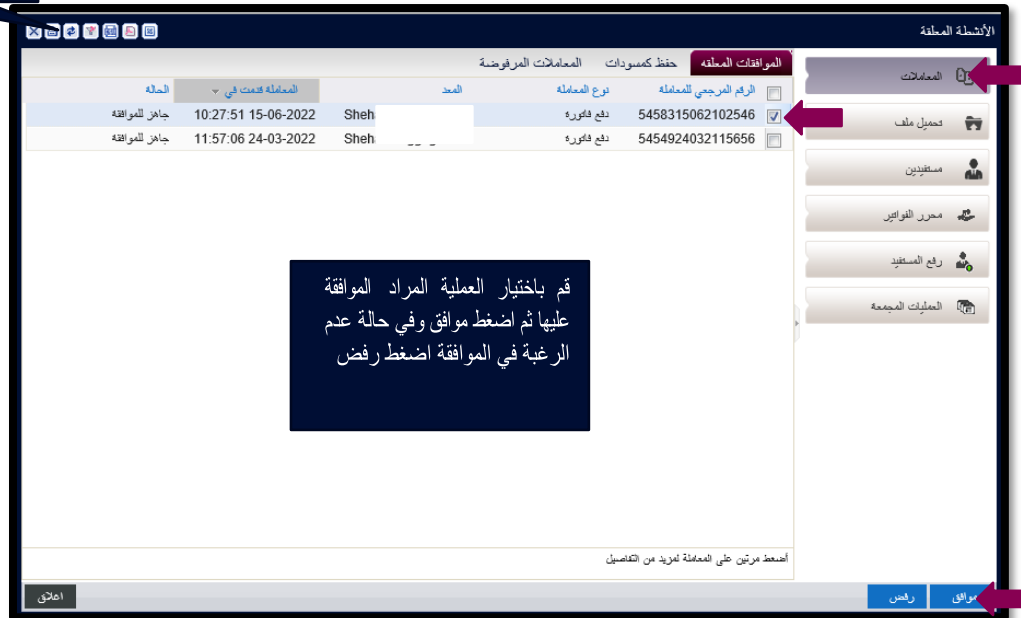 الأنشطة المعلقة
المعاملات
تحميل ملف
مستفيدين
محرر الفواتير
رفع المستفيد
العمليات المجمعة
الموافقات المعلقه حفظ كمسودات المعاملات المرفوضة
الرقم المرجعي للمعاملة نوع المعاملة المعد المعاملة قدمت في الحالة
5458315062102546 دفع فاتورة Sheh 10:27:51 15-06-2022 جاهز للموافقة
5454924032115656 دفع فاتورة Sheh 11:57:06 24-03-2022 جاهز للموافقة
قم باختيار العملية المراد الموافقة
عليها ثم اضغط موافق وفي حالة عدم
الرغبة في الموافقة اضغط رفض
أضعط مرتين على المعاملة لمزيد من التفاصيل
موافق رفض اغلاق